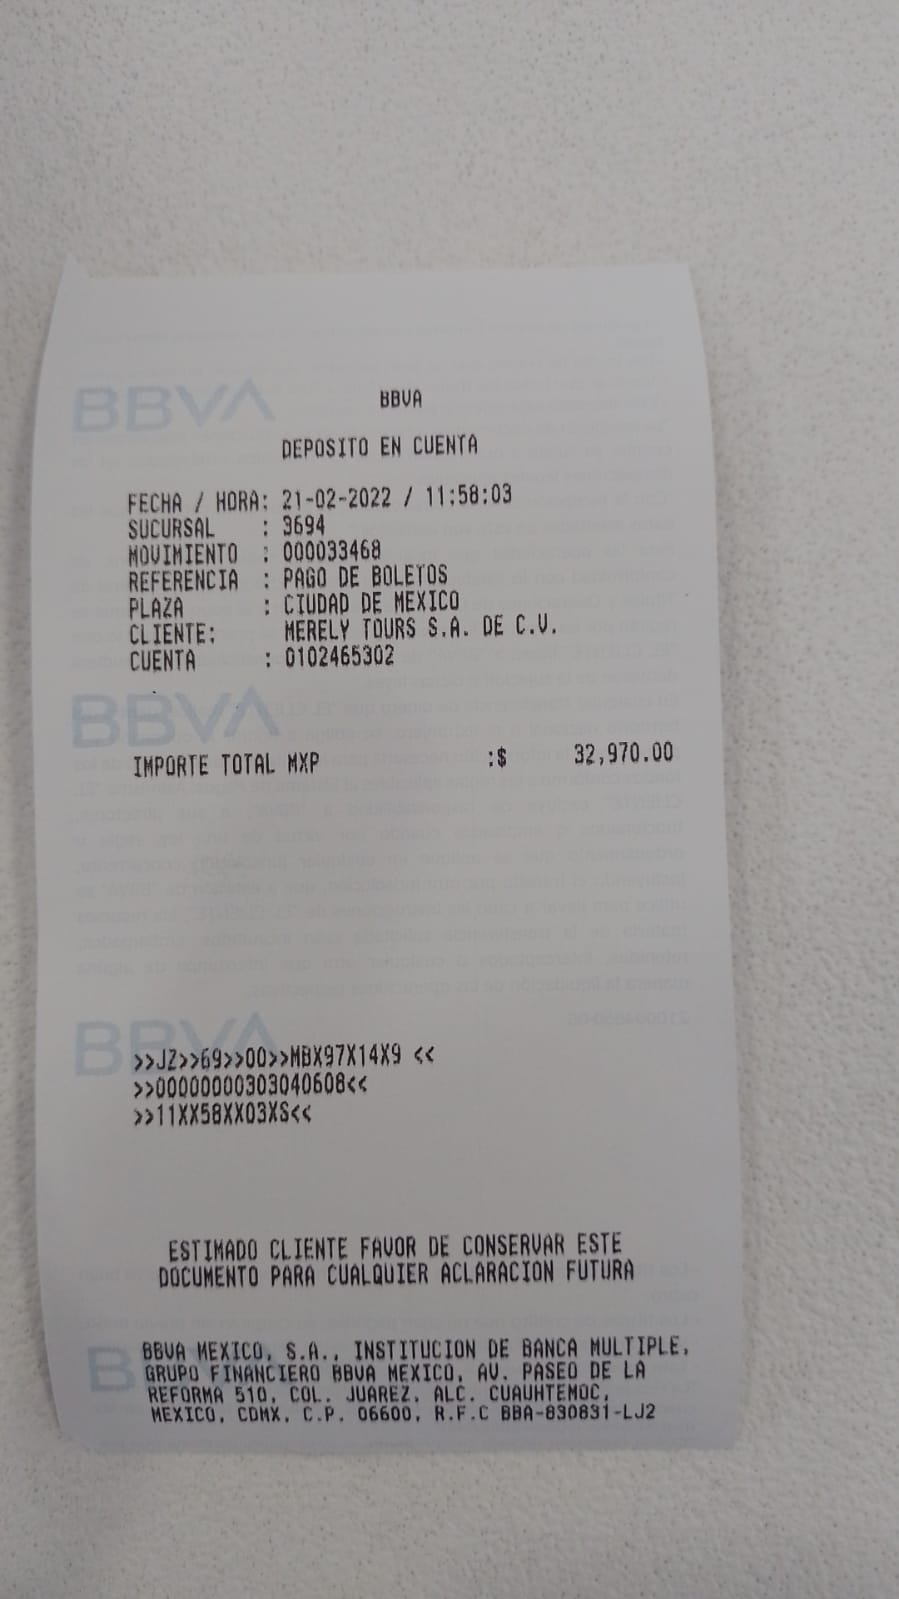 BBVA
BBVA
DEPOSITO EN CUENTA
FECHA / HORA: 21-02-2022 / 11:58:03
SUCURSAL : 3694
MOVIMIENTO : 000033468
REFERENCIA : PAGO DE BOLETOS
PLAZA : CIUDAD DE MEXICO
CLIENTE: MERELY TOURS S.A. DE C.V.
CUENTA : 0102465302
BBVA
IMPORTE TOTAL MXP :$ 32,970.00
BBVA
>>JZ>>69>>00>>MBX97X14X9 <<
>>00000000303040608<<
>>11XX58XX03XS<<
ESTIMADO CLIENTE FAVOR DE CONSERVAR ESTE
DOCUMENTO PARA CUALQUIER ACLARACION FUTURA
BBVA MEXICO, S.A., INSTITUCION DE BANCA MULTIPLE,
GRUPO FINANCIERO BBVA MEXICO, AV. PASEO DE LA
REFORMA 510, COL. JUAREZ, ALC. CUAUHTEMOC,
MEXICO, CDMX, C.P. 06600, R.F.C BBA-830831-LJ2